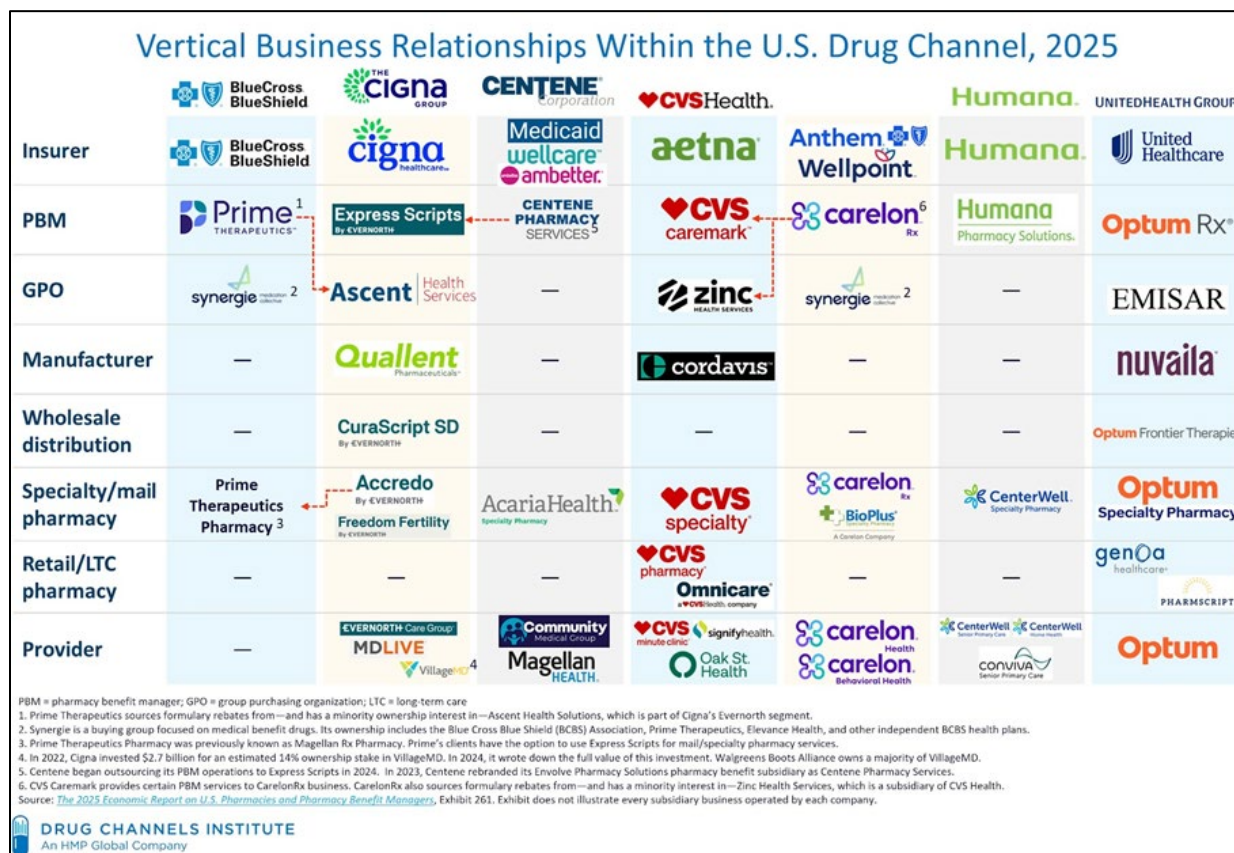 Vertical Business Relationships Within the U.S. Drug Channel, 2025
BlueCross BlueShield
THE CIGNA GROUP
CENTENE Corporation
CVSHealth
Humana
UNITEDHEALTH GROUP
Insurer
BlueCross BlueShield
cigna healthcare
Medicaid
wellcare
ambetter
aetna
Anthem
Wellpoint
Humana
United Healthcare
PBM
Prime THERAPEUTICS 1
Express Scripts By EVERNORTH
CENTENE PHARMACY SERVICES 5
CVS caremark
carelon Rx 6
Humana Pharmacy Solutions
Optum Rx
GPO
synergie medication collective 2
Ascent Health Services
—
zinc HEALTH SERVICES
synergie medication collective 2
—
EMISAR
Manufacturer
—
Quallent Pharmaceuticals
—
cordavis
—
—
nuvaila
Wholesale distribution
—
CuraScript SD By EVERNORTH
—
—
—
—
Optum Frontier Therapie
Specialty/mail pharmacy
Prime Therapeutics Pharmacy 3
Accredo By EVERNORTH
Freedom Fertility By EVERNORTH
AcariaHealth Specialty Pharmacy
CVS specialty
carelon Rx
BioPlus Specialty Pharmacy
A Carelon Company
CenterWell Specialty Pharmacy
Optum Specialty Pharmacy
Retail/LTC pharmacy
—
—
—
CVS pharmacy
Omnicare a CVSHealth company
—
—
genoa healthcare
PHARMSCRIPT
Provider
—
EVERNORTH Care Group
MDLIVE
VillageMD 4
Community Medical Group
Magellan HEALTH
CVS minute clinic
signifyhealth
Oak St. Health
carelon Health
carelon Behavioral Health
CenterWell Senior Primary Care
CenterWell Home Health
CONVIVA Senior Primary Care
Optum
PBM = pharmacy benefit manager; GPO = group purchasing organization; LTC = long-term care
1. Prime Therapeutics sources formulary rebates from—and has a minority ownership interest in—Ascent Health Solutions, which is part of Cigna's Evernorth segment.
2. Synergie is a buying group focused on medical benefit drugs. Its ownership includes the Blue Cross Blue Shield (BCBS) Association, Prime Therapeutics, Elevance Health, and other independent BCBS health plans.
3. Prime Therapeutics Pharmacy was previously known as Magellan Rx Pharmacy. Prime's clients have the option to use Express Scripts for mail/specialty pharmacy services.
4. In 2022, Cigna invested $2.7 billion for an estimated 14% ownership stake in VillageMD. In 2024, it wrote down the full value of this investment. Walgreens Boots Alliance owns a majority of VillageMD.
5. Centene began outsourcing its PBM operations to Express Scripts in 2024. In 2023, Centene rebranded its Envolve Pharmacy Solutions pharmacy benefit subsidiary as Centene Pharmacy Services.
6. CVS Caremark provides certain PBM services to CarelonRx business. CarelonRx also sources formulary rebates from—and has a minority interest in—Zinc Health Services, which is a subsidiary of CVS Health.
Source: The 2025 Economic Report on U.S. Pharmacies and Pharmacy Benefit Managers, Exhibit 261. Exhibit does not illustrate every subsidiary business operated by each company.
DRUG CHANNELS INSTITUTE
An HMP Global Company